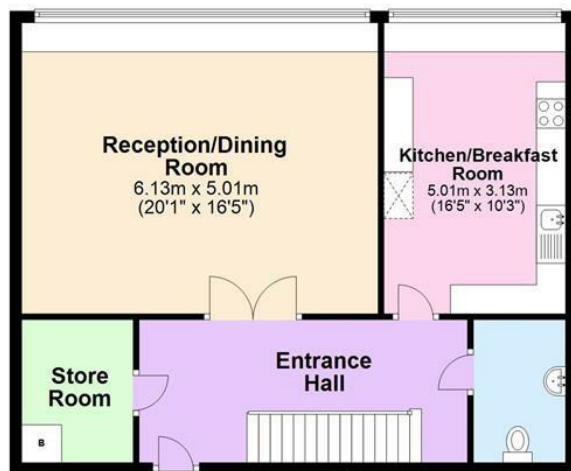 Reception/Dining
Room
6.13m x 5.01m
(20'1" x 16'5")
Kitchen/Breakfast
Room
5.01m x 3.13m
(16'5" x 10'3")
Entrance
Hall
Store
Room
B